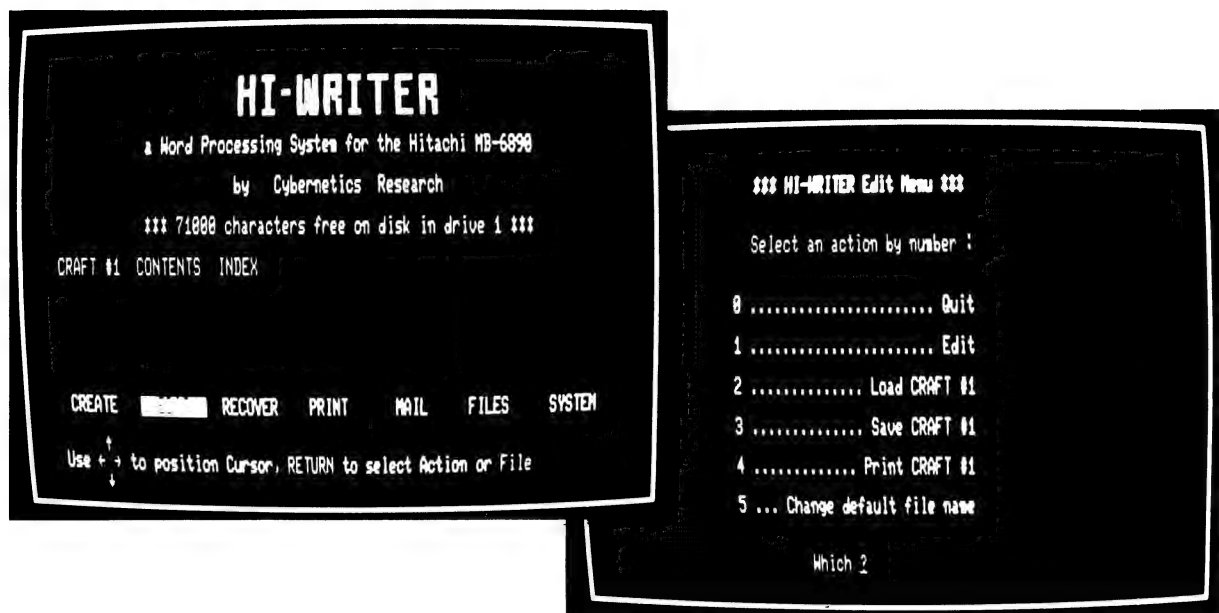 HI-WRITER
a Word Processing System for the Hitachi MB-6890
by Cybernetics Research
*** 71000 characters free on disk in drive 1 ***
CRAFT #1 CONTENTS INDEX
CREATE RECOVER PRINT MAIL FILES SYSTEM
Use ← ↑ ↓ → to position Cursor, RETURN to select Action or File
*** HI-WRITER Edit Menu ***
Select an action by number :
0 ....................... Quit
1 ....................... Edit
2 .............. Load CRAFT #1
3 .............. Save CRAFT #1
4 ............. Print CRAFT #1
5 ... Change default file name
Which ?